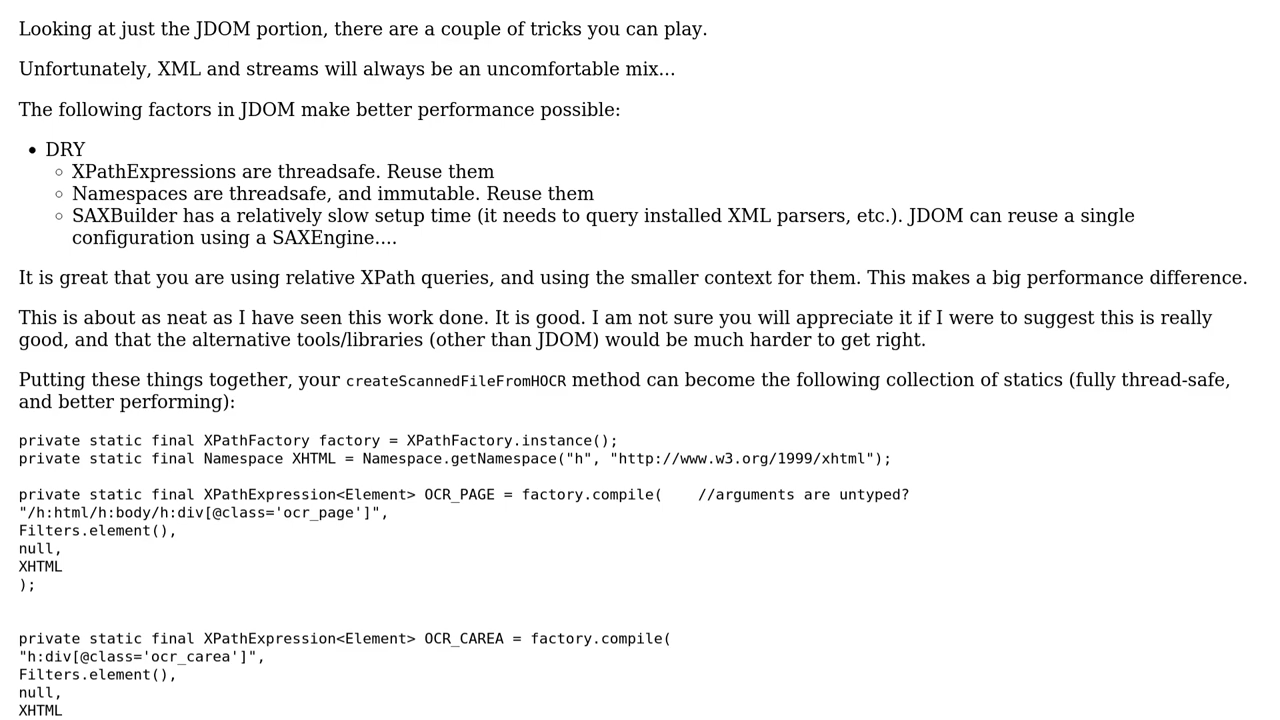 Looking at just the JDOM portion, there are a couple of tricks you can play.
Unfortunately, XML and streams will always be an uncomfortable mix...
The following factors in JDOM make better performance possible:
• DRY
◦ XPathExpressions are threadsafe. Reuse them
◦ Namespaces are threadsafe, and immutable. Reuse them
◦ SAXBuilder has a relatively slow setup time (it needs to query installed XML parsers, etc.). JDOM can reuse a single
configuration using a SAXEngine....
It is great that you are using relative XPath queries, and using the smaller context for them. This makes a big performance difference.
This is about as neat as I have seen this work done. It is good. I am not sure you will appreciate it if I were to suggest this is really
good, and that the alternative tools/libraries (other than JDOM) would be much harder to get right.
Putting these things together, your createScannedFileFromHOCR method can become the following collection of statics (fully thread-safe,
and better performing):
private static final XPathFactory factory = XPathFactory.instance();
private static final Namespace XHTML = Namespace.getNamespace("h", "http://www.w3.org/1999/xhtml");
private static final XPathExpression<Element> OCR_PAGE = factory.compile(    //arguments are untyped?
"/h:html/h:body/h:div[@class='ocr_page']",
Filters.element(),
null,
XHTML
);
private static final XPathExpression<Element> OCR_CAREA = factory.compile(
"h:div[@class='ocr_carea']",
Filters.element(),
null,
XHTML